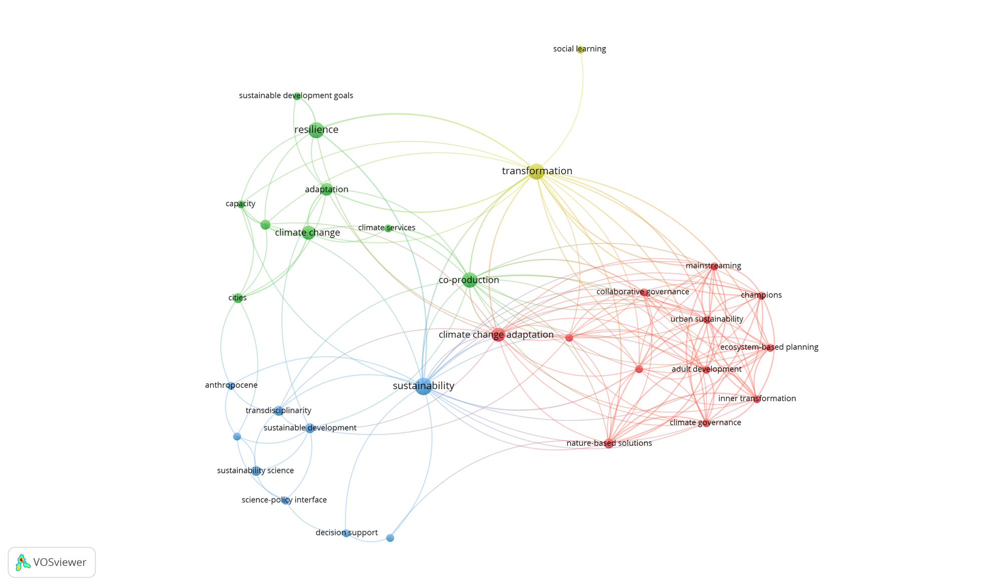 social learning
sustainable development goals
resilience
transformation
adaptation
capacity
climate services
climate change
mainstreaming
co-production
collaborative governance
champions
cities
urban sustainability
climate change adaptation
ecosystem-based planning
adult development
anthropocene
sustainability
inner transformation
transdisciplinarity
climate governance
sustainable development
nature-based solutions
sustainability science
science-policy interface
decision support
VOSviewer